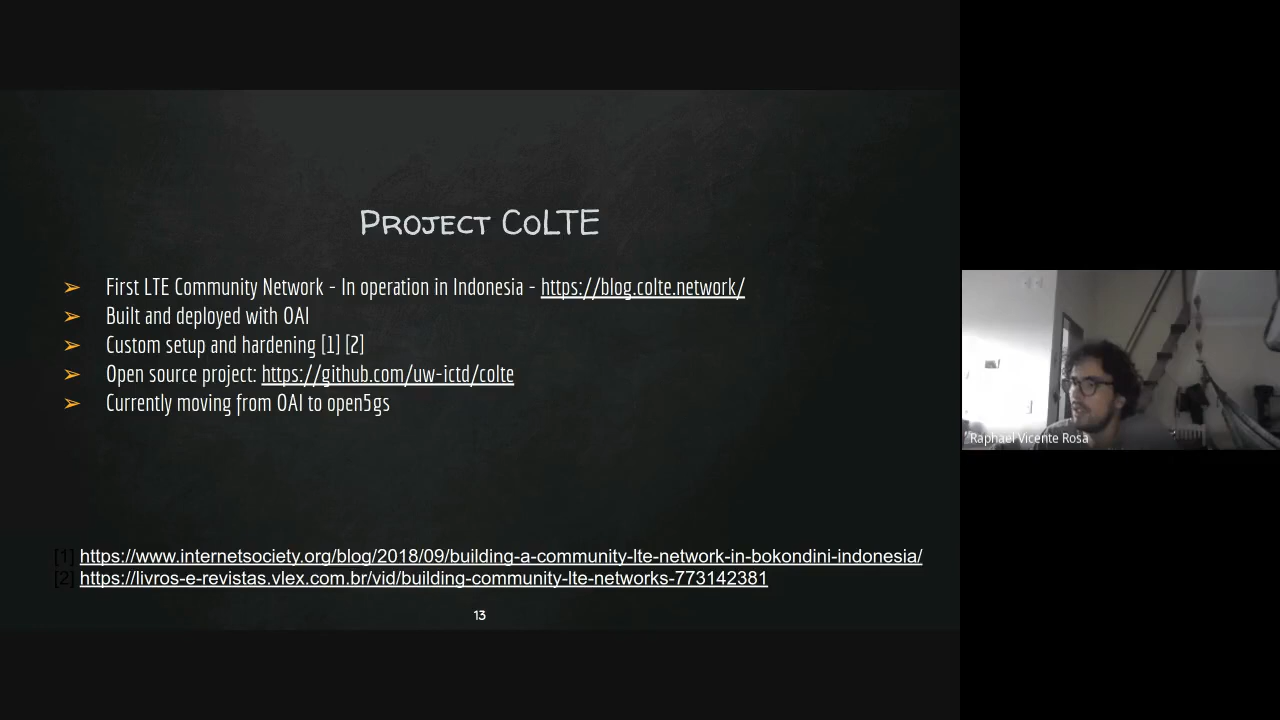 Project CoLTE
➢ First LTE Community Network - In operation in Indonesia - https://blog.colte.network/
➢ Built and deployed with OAI
➢ Custom setup and hardening [1] [2]
➢ Open source project: https://github.com/uw-ictd/colte
➢ Currently moving from OAI to open5gs
[1] https://www.internetsociety.org/blog/2018/09/building-a-community-lte-network-in-bokondini-indonesia/
[2] https://livros-e-revistas.vlex.com.br/vid/building-community-lte-networks-773142381
13
Raphael Vicente Rosa